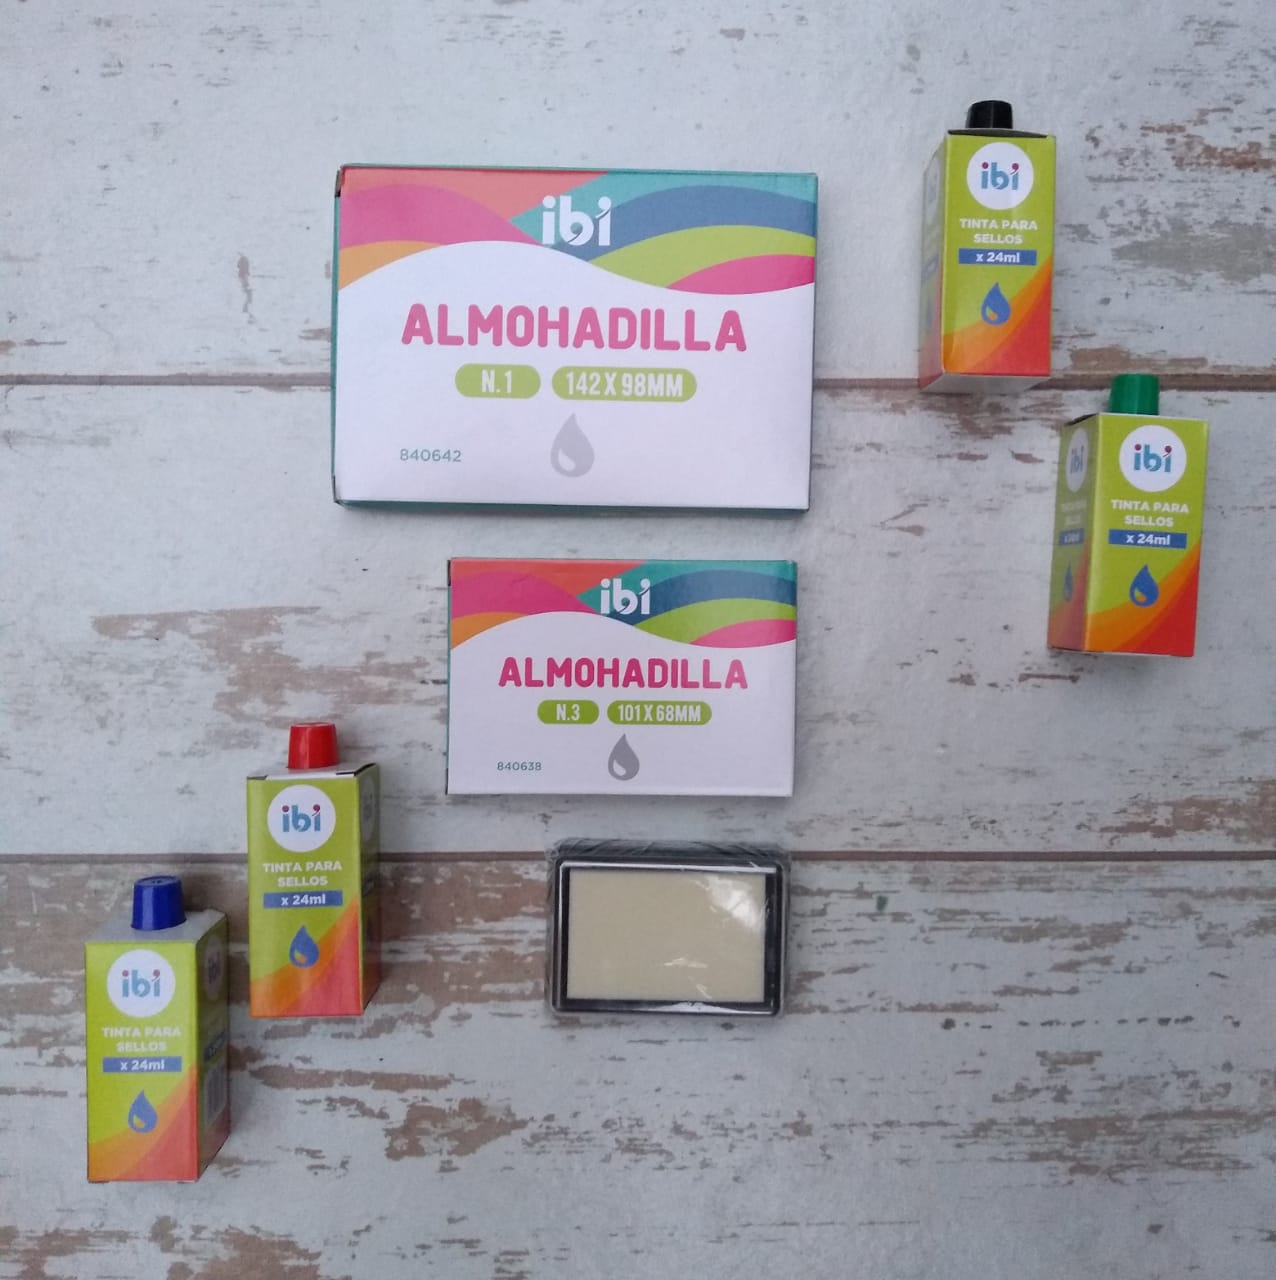 ibi
ALMOHADILLA
N.1 142 X 98MM
840642
ibi
TINTA PARA
SELLOS
x 24ml
ibi
TINTA PARA
SELLOS
x 24ml
ibi
ibi
ALMOHADILLA
N.3 101 X 68MM
840638
ibi
TINTA PARA
SELLOS
x 24ml
ibi
TINTA PARA
SELLOS
x 24ml